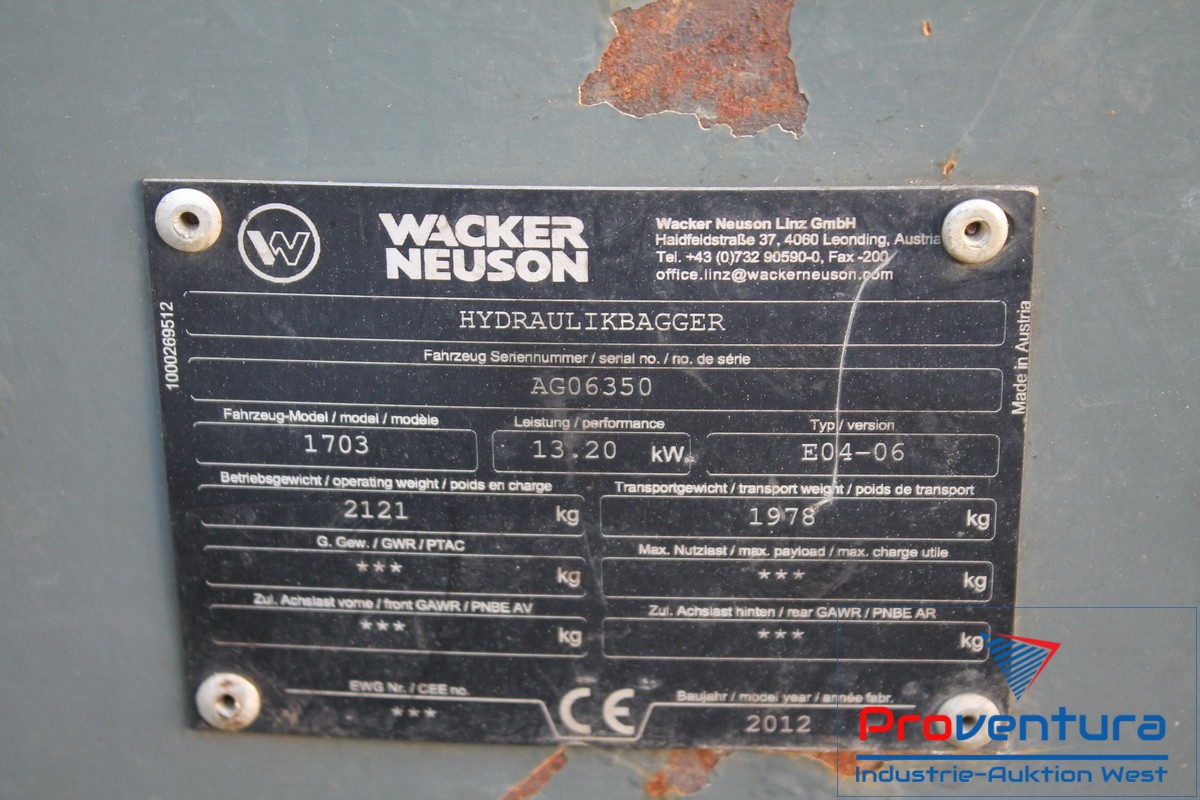 WACKER
NEUSON
Wacker Neuson Linz GmbH
Haidfeldstraße 37, 4060 Leonding, Austria
Tel. +43 (0)732 90590-0, Fax -200
office.linz@wackerneuson.com
1000269512
Made in Austria
HYDRAULIKBAGGER
Fahrzeug Seriennummer / serial no. / no. de série
AG06350
Fahrzeug-Model / model / modèle
1703
Leistung / performance
13.20 kW
Typ / version
E04-06
Betriebsgewicht / operating weight / poids en charge
2121 kg
Transportgewicht / transport weight / poids de transport
1978 kg
G. Gew. / GWR / PTAC
*** kg
Max. Nutzlast / max. payload / max. charge utile
*** kg
Zul. Achslast vorne / front GAWR / PNBE AV
*** kg
Zul. Achslast hinten / rear GAWR / PNBE AR
*** kg
EWG Nr. / CEE no.
***
CE
Baujahr / model year / année fabr.
2012
Proventura
Industrie-Auktion West